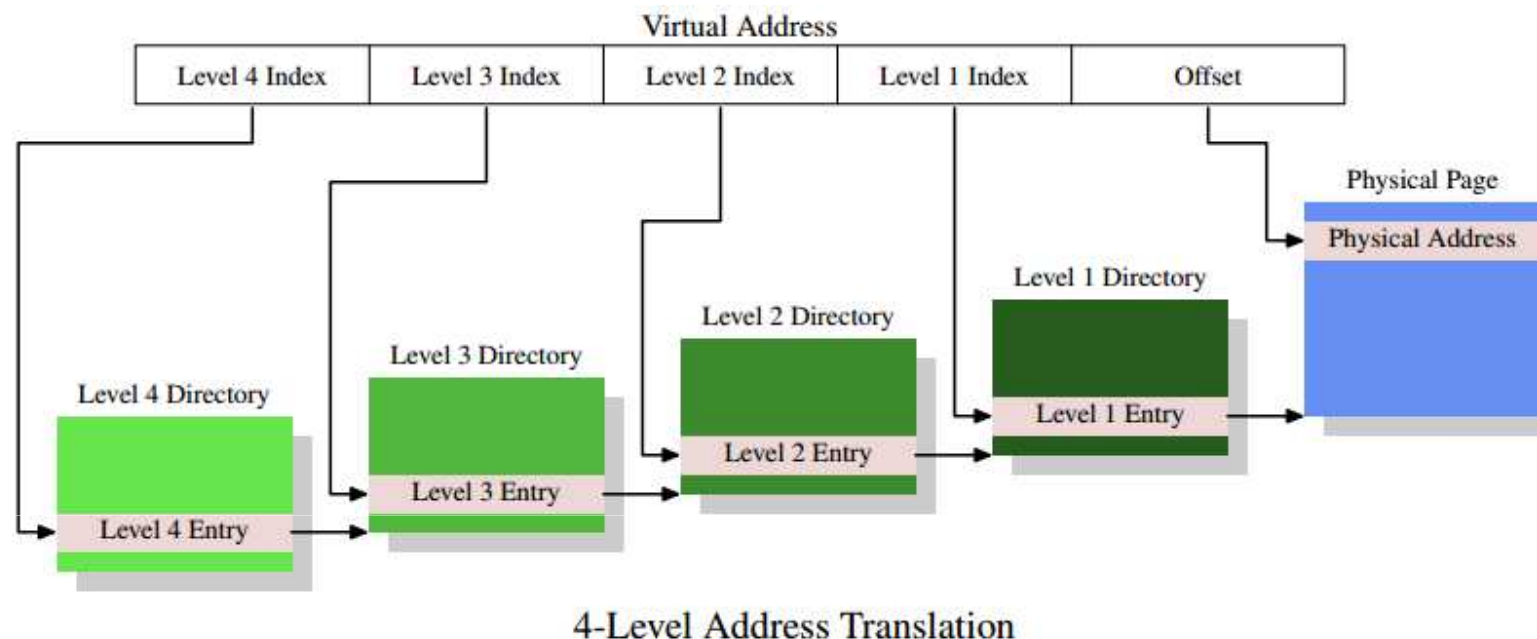 Virtual Address
Level 4 Index
Level 3 Index
Level 2 Index
Level 1 Index
Offset
Physical Page
Physical Address
Level 1 Directory
Level 2 Directory
Level 3 Directory
Level 4 Directory
Level 1 Entry
Level 2 Entry
Level 3 Entry
Level 4 Entry
4-Level Address Translation